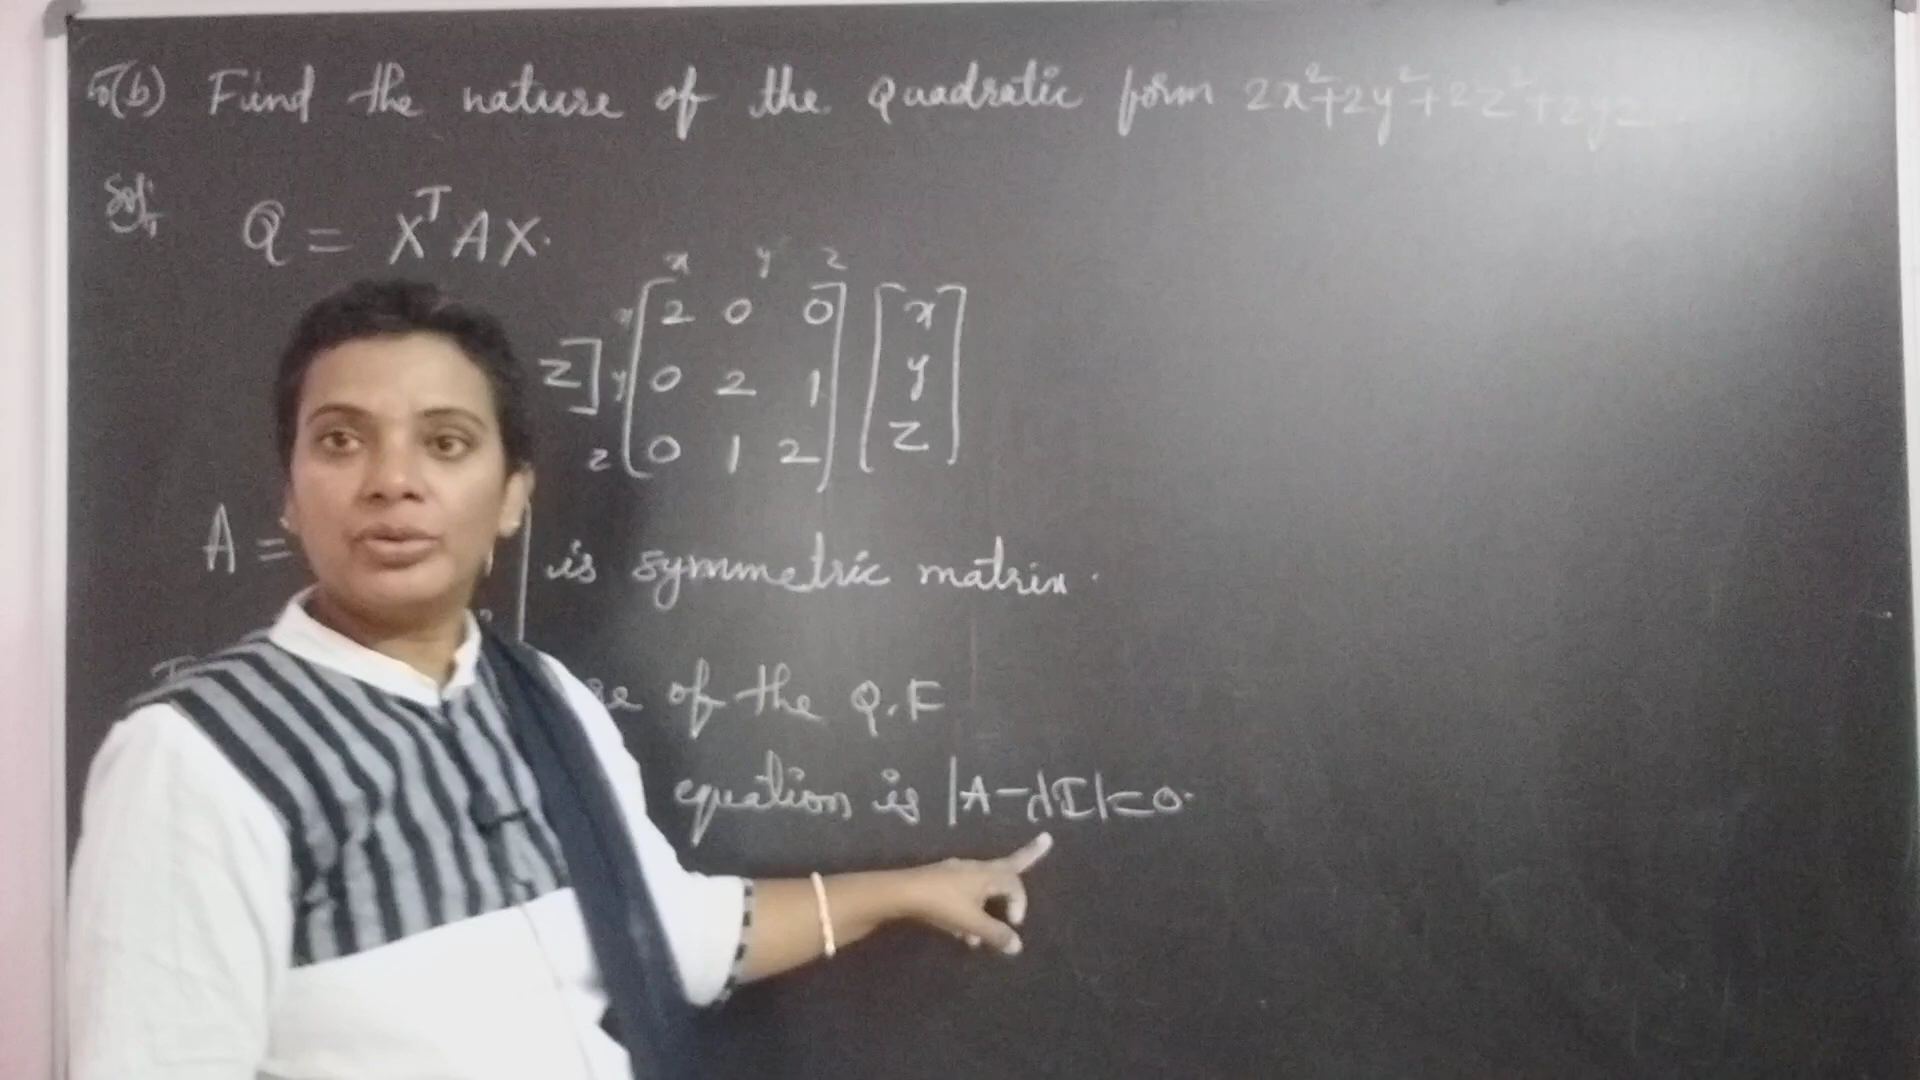 5(b) Find the nature of the Quadratic form 2x²+2y²+2z²+2yz.
Sol:
Q = XᵀAX.
x y z
x [2 0 0] [x]
z] y [0 2 1] [y]
z [0 1 2] [z]
A = is symmetric matrix.
of the Q.F
equation is |A-λI|=0.